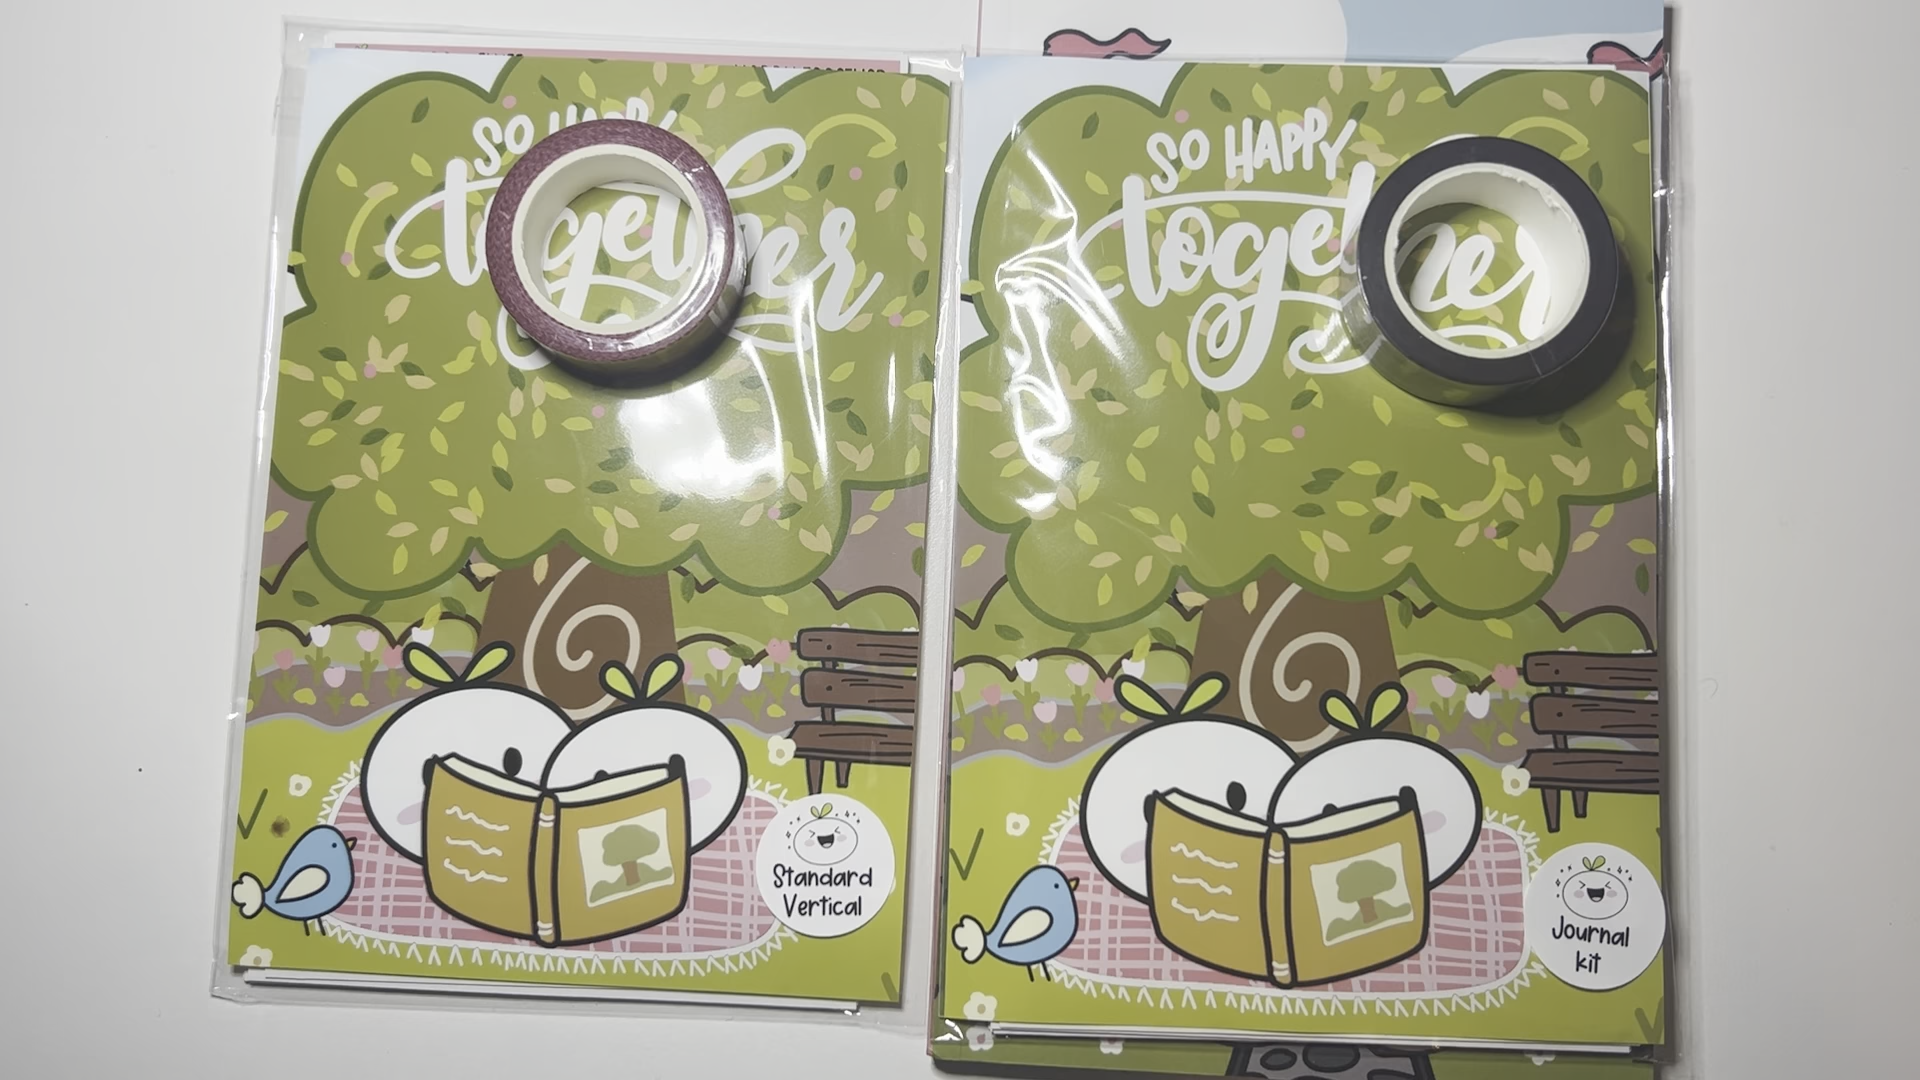 SO HAPPY
together
Standard
Vertical
SO HAPPY
together
Journal
kit